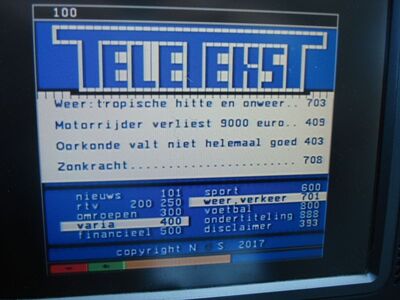 100
TELETEKST
Weer:tropische hitte en onweer.. 703
Motorrijder verliest 9000 euro.. 409
Oorkonde valt niet helemaal goed 403
Zonkracht....................... 708
nieuws 101 sport 600
rtv 200 250 weer,verkeer 701
omroepen 300 voetbal 800
varia 400 ondertiteling 888
financieel 500 disclaimer 393
copyright N S 2017